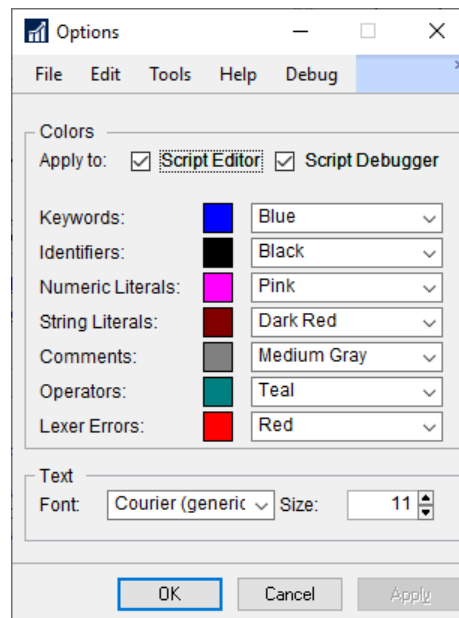 Options
File Edit Tools Help Debug
Colors
Apply to: Script Editor Script Debugger
Keywords: Blue
Identifiers: Black
Numeric Literals: Pink
String Literals: Dark Red
Comments: Medium Gray
Operators: Teal
Lexer Errors: Red
Text
Font: Courier (generic Size: 11
OK Cancel Apply